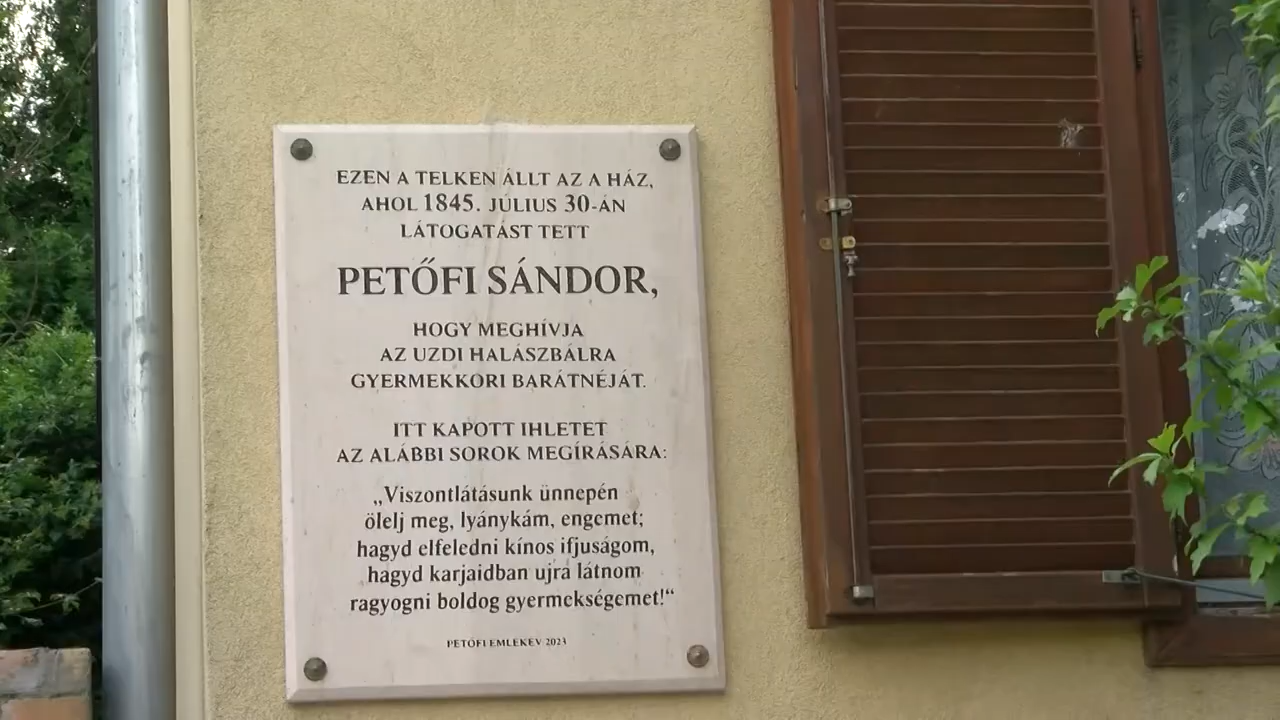 EZEN A TELKEN ÁLLT AZ A HÁZ,
AHOL 1845. JÚLIUS 30-ÁN
LÁTOGATÁST TETT
PETŐFI SÁNDOR,
HOGY MEGHÍVJA
AZ UZDI HALÁSZBÁLRA
GYERMEKKORI BARÁTNÉJÁT.
ITT KAPOTT IHLETET
AZ ALÁBBI SOROK MEGÍRÁSÁRA:
„Viszontlátásunk ünnepén
ölelj meg, lyánykám, engemet;
hagyd elfeledni kínos ifjuságom,
hagyd karjaidban ujra látnom
ragyogni boldog gyermekségemet!“
PETŐFI EMLÉKÉV 2023